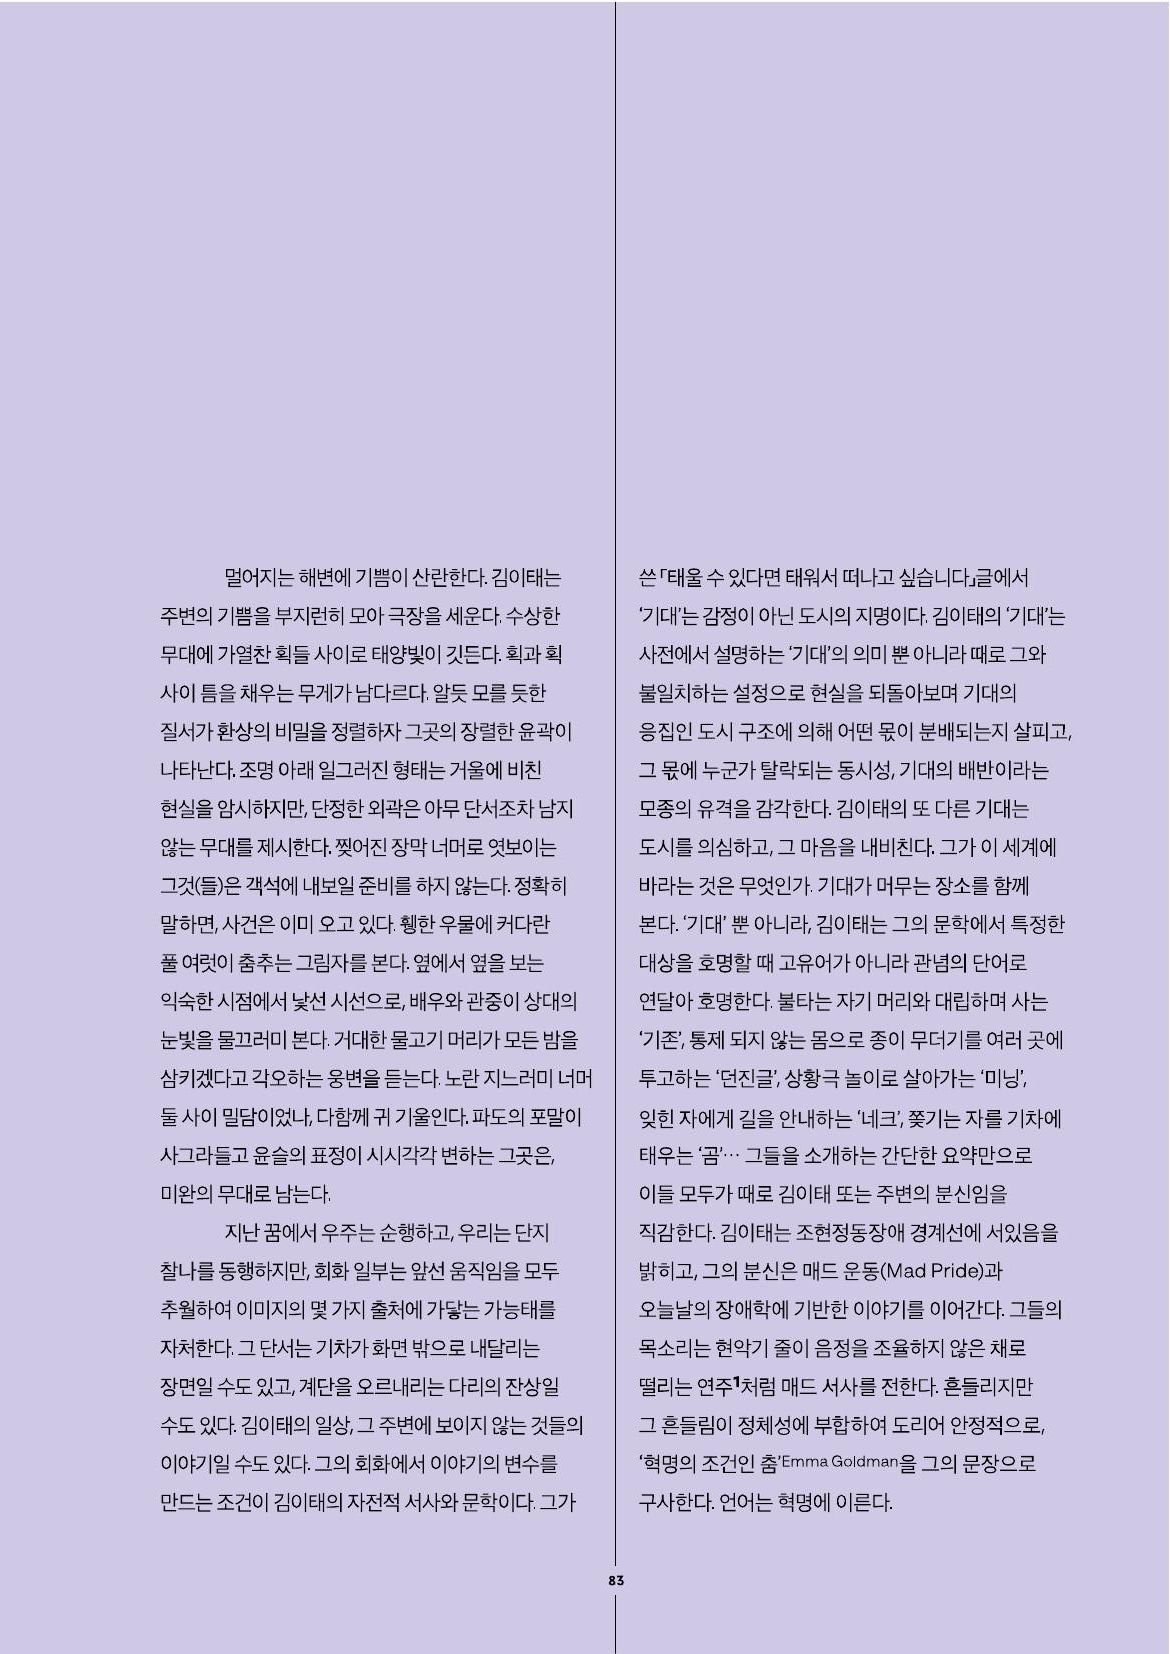 멀어지는 해변에 기쁨이 산란한다. 김이태는
주변의 기쁨을 부지런히 모아 극장을 세운다. 수상한
무대에 가열찬 획들 사이로 태양빛이 깃든다. 획과 획
사이 틈을 채우는 무게가 남다르다. 알듯 모를 듯한
질서가 환상의 비밀을 정렬하자 그곳의 장렬한 윤곽이
나타난다. 조명 아래 일그러진 형태는 거울에 비친
현실을 암시하지만, 단정한 외곽은 아무 단서조차 남지
않는 무대를 제시한다. 찢어진 장막 너머로 엿보이는
그것(들)은 객석에 내보일 준비를 하지 않는다. 정확히
말하면, 사건은 이미 오고 있다. 휑한 우물에 커다란
풀 여럿이 춤추는 그림자를 본다. 옆에서 옆을 보는
익숙한 시점에서 낯선 시선으로, 배우와 관중이 상대의
눈빛을 물끄러미 본다. 거대한 물고기 머리가 모든 밤을
삼키겠다고 각오하는 웅변을 듣는다. 노란 지느러미 너머
둘 사이 밀담이었나, 다함께 귀 기울인다. 파도의 포말이
사그라들고 윤슬의 표정이 시시각각 변하는 그곳은,
미완의 무대로 남는다.
지난 꿈에서 우주는 순행하고, 우리는 단지
찰나를 동행하지만, 회화 일부는 앞선 움직임을 모두
추월하여 이미지의 몇 가지 출처에 가닿는 가능태를
자처한다. 그 단서는 기차가 화면 밖으로 내달리는
장면일 수도 있고, 계단을 오르내리는 다리의 잔상일
수도 있다. 김이태의 일상, 그 주변에 보이지 않는 것들의
이야기일 수도 있다. 그의 회화에서 이야기의 변수를
만드는 조건이 김이태의 자전적 서사와 문학이다. 그가
쓴 「태울 수 있다면 태워서 떠나고 싶습니다」글에서
‘기대’는 감정이 아닌 도시의 지명이다. 김이태의 ‘기대’는
사전에서 설명하는 ‘기대’의 의미 뿐 아니라 때로 그와
불일치하는 설정으로 현실을 되돌아보며 기대의
응집인 도시 구조에 의해 어떤 몫이 분배되는지 살피고,
그 몫에 누군가 탈락되는 동시성, 기대의 배반이라는
모종의 유격을 감각한다. 김이태의 또 다른 기대는
도시를 의심하고, 그 마음을 내비친다. 그가 이 세계에
바라는 것은 무엇인가. 기대가 머무는 장소를 함께
본다. ‘기대’ 뿐 아니라, 김이태는 그의 문학에서 특정한
대상을 호명할 때 고유어가 아니라 관념의 단어로
연달아 호명한다. 불타는 자기 머리와 대립하며 사는
‘기존’, 통제 되지 않는 몸으로 종이 무더기를 여러 곳에
투고하는 ‘던진글’, 상황극 놀이로 살아가는 ‘미닝’,
잊힌 자에게 길을 안내하는 ‘네크’, 쫓기는 자를 기차에
태우는 ‘곰’… 그들을 소개하는 간단한 요약만으로
이들 모두가 때로 김이태 또는 주변의 분신임을
직감한다. 김이태는 조현정동장애 경계선에 서있음을
밝히고, 그의 분신은 매드 운동(Mad Pride)과
오늘날의 장애학에 기반한 이야기를 이어간다. 그들의
목소리는 현악기 줄이 음정을 조율하지 않은 채로
떨리는 연주1처럼 매드 서사를 전한다. 흔들리지만
그 흔들림이 정체성에 부합하여 도리어 안정적으로,
‘혁명의 조건인 춤’Emma Goldman을 그의 문장으로
구사한다. 언어는 혁명에 이른다.
83